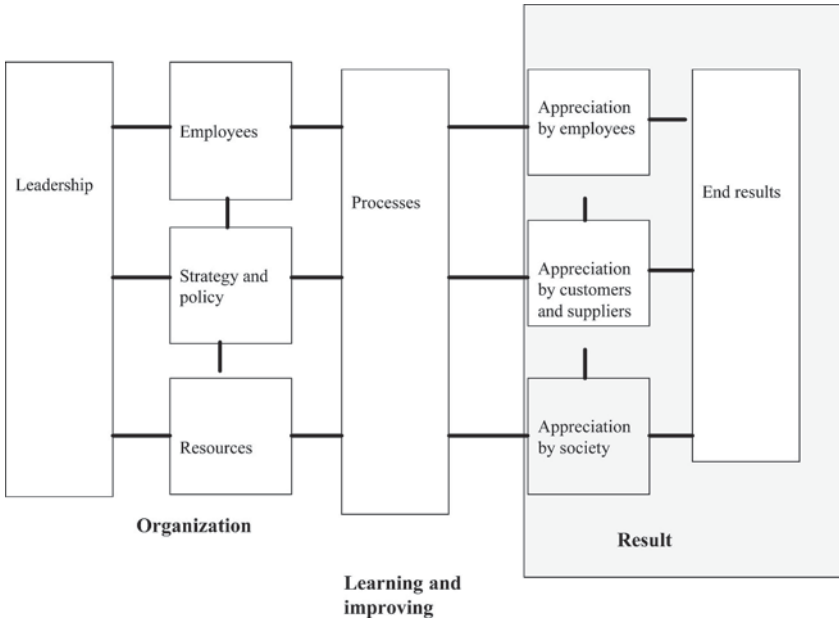 Leadership
Employees
Strategy and
policy
Resources
Processes
Appreciation
by employees
Appreciation
by customers
and suppliers
Appreciation
by society
End results
Organization
Result
Learning and
improving